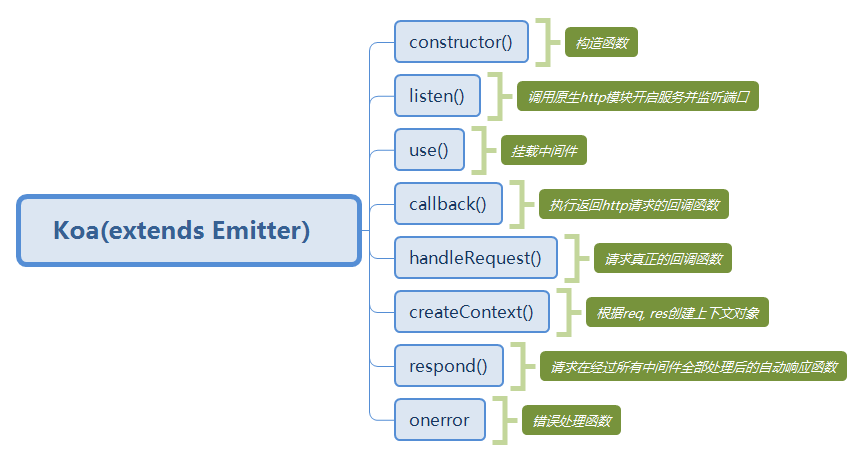 constructor()
构造函数
listen()
调用原生http模块开启服务并监听端口
use()
挂载中间件
callback()
执行返回http请求的回调函数
Koa(extends Emitter)
handleRequest()
请求真正的回调函数
createContext()
根据req, res创建上下文对象
respond()
请求在经过所有中间件全部处理后的自动响应函数
onerror
错误处理函数